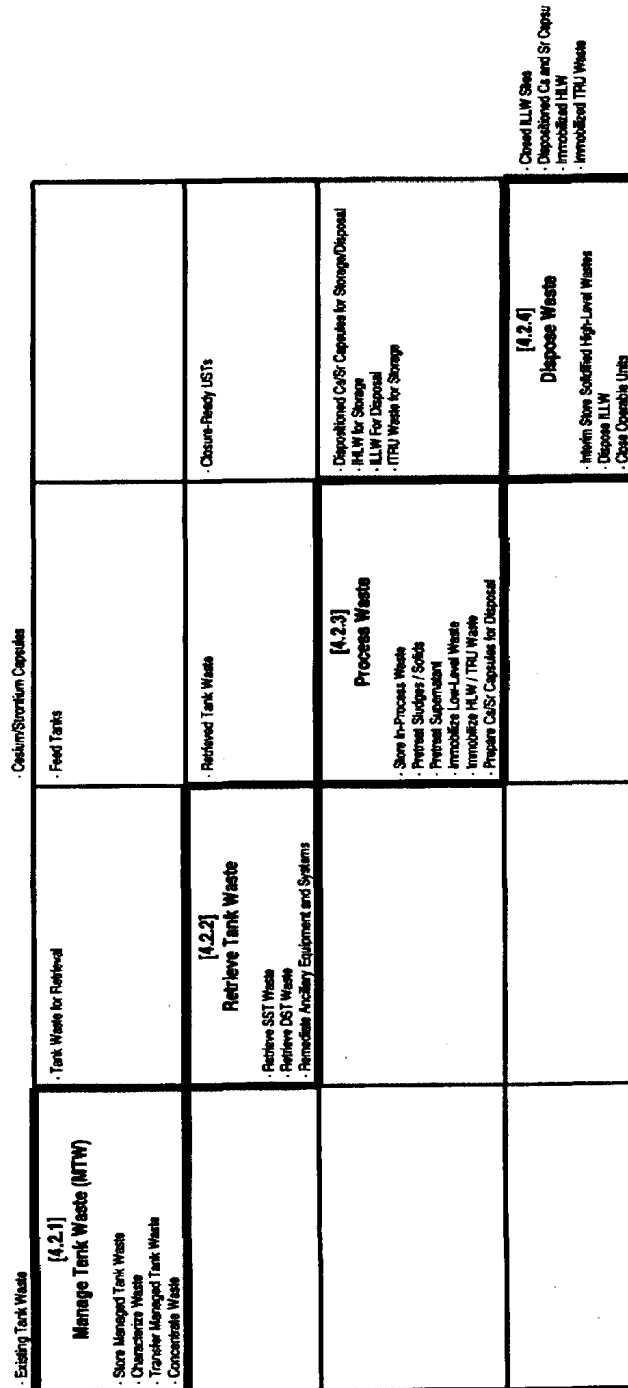 · Existing Tank Waste
· Cesium/Strontium Capsules
[4.2.1]
Manage Tank Waste (MTW)
· Store Managed Tank Waste
· Characterize Waste
· Transfer Managed Tank Waste
· Concentrate Waste
· Tank Waste for Retrieval
· Feed Tanks
[4.2.2]
Retrieve Tank Waste
· Retrieve SST Waste
· Retrieve DST Waste
· Remediate Ancillary Equipment and Systems
· Retrieved Tank Waste
· Closure-Ready USTs
[4.2.3]
Process Waste
· Store In-Process Waste
· Pretreat Sludges / Solids
· Pretreat Supernatant
· Immobilize Low-Level Waste
· Immobilize HLW / TRU Waste
· Prepare Cs/Sr Capsules for Disposal
· Dispositioned Cs/Sr Capsules for Storage/Disposal
· IHLW for Storage
· ILLW For Disposal
· ITRU Waste for Storage
[4.2.4]
Dispose Waste
· Interim Store Solidified High-Level Wastes
· Dispose ILLW
· Close Operable Units
· Closed ILLW Sites
· Dispositioned Cs and Sr Capsu
· Immobilized HLW
· Immobilized TRU Waste